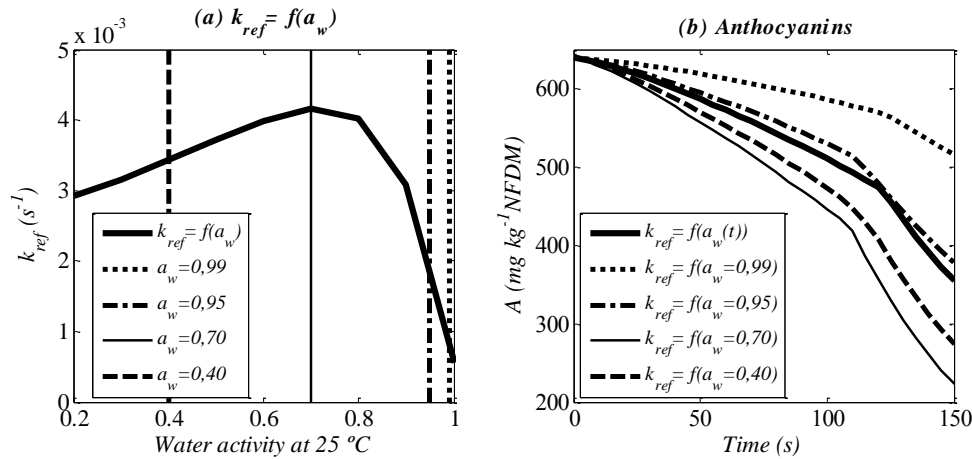 (a) k_ref = f(a_w)
x 10^-3
5
4
3
2
1
0
0.2
0.4
0.6
0.8
1
k_ref (s^-1)
Water activity at 25 ºC
k_ref = f(a_w)
a_w=0,99
a_w=0,95
a_w=0,70
a_w=0,40
(b) Anthocyanins
600
500
400
300
200
0
50
100
150
A (mg kg^-1 NFDM)
Time (s)
k_ref = f(a_w(t))
k_ref = f(a_w=0,99)
k_ref = f(a_w=0,95)
k_ref = f(a_w=0,70)
k_ref = f(a_w=0,40)